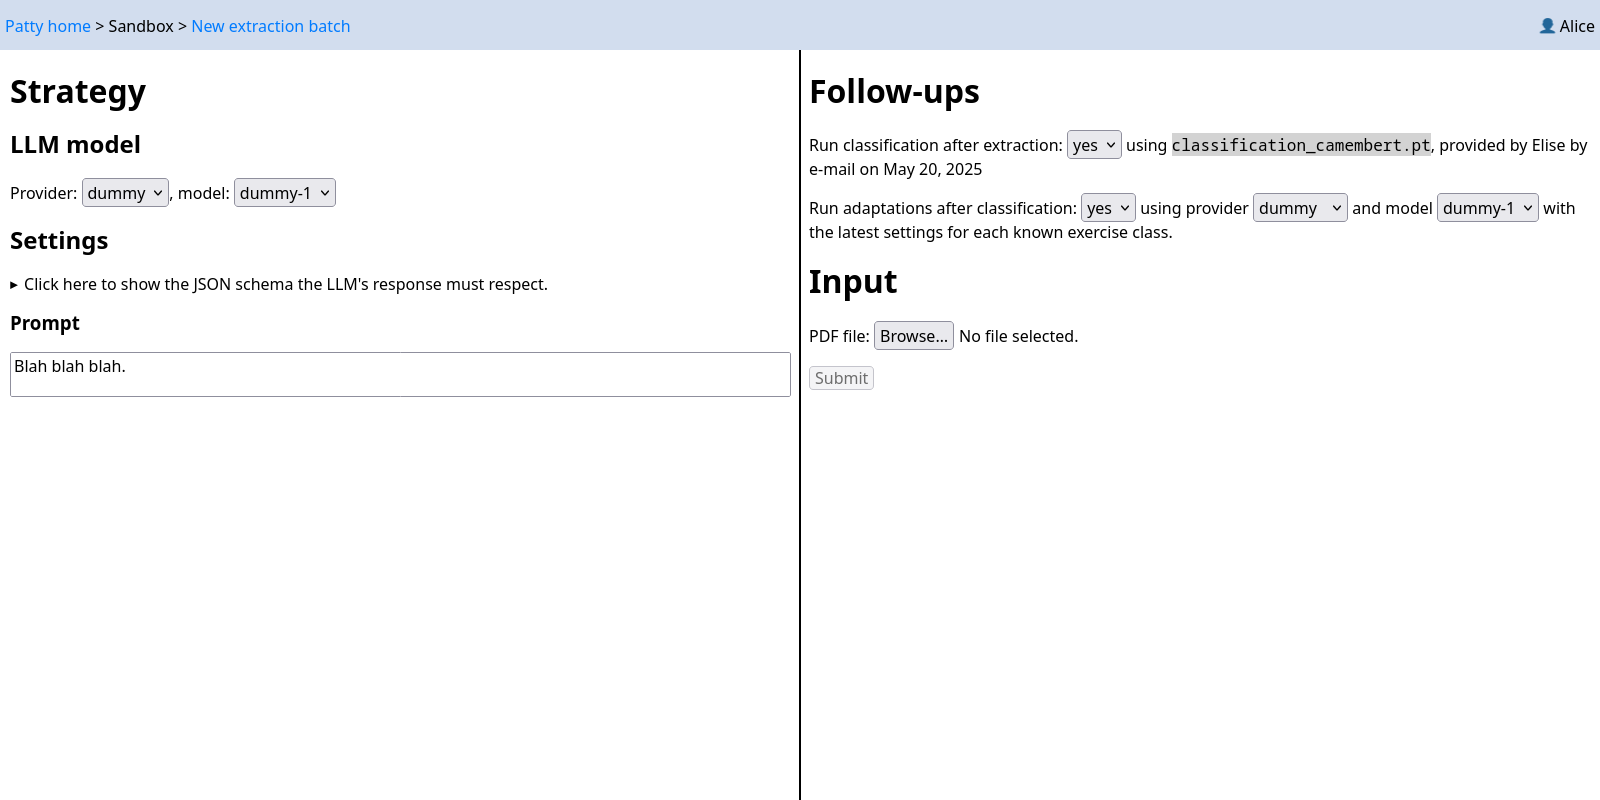 Patty home > Sandbox > New extraction batch
👤 Alice
Strategy
LLM model
Provider: dummy, model: dummy-1
Settings
▸ Click here to show the JSON schema the LLM's response must respect.
Prompt
Blah blah blah.
Follow-ups
Run classification after extraction: yes using classification_camembert.pt, provided by Elise by
e-mail on May 20, 2025
Run adaptations after classification: yes using provider dummy and model dummy-1 with
the latest settings for each known exercise class.
Input
PDF file: Browse... No file selected.
Submit